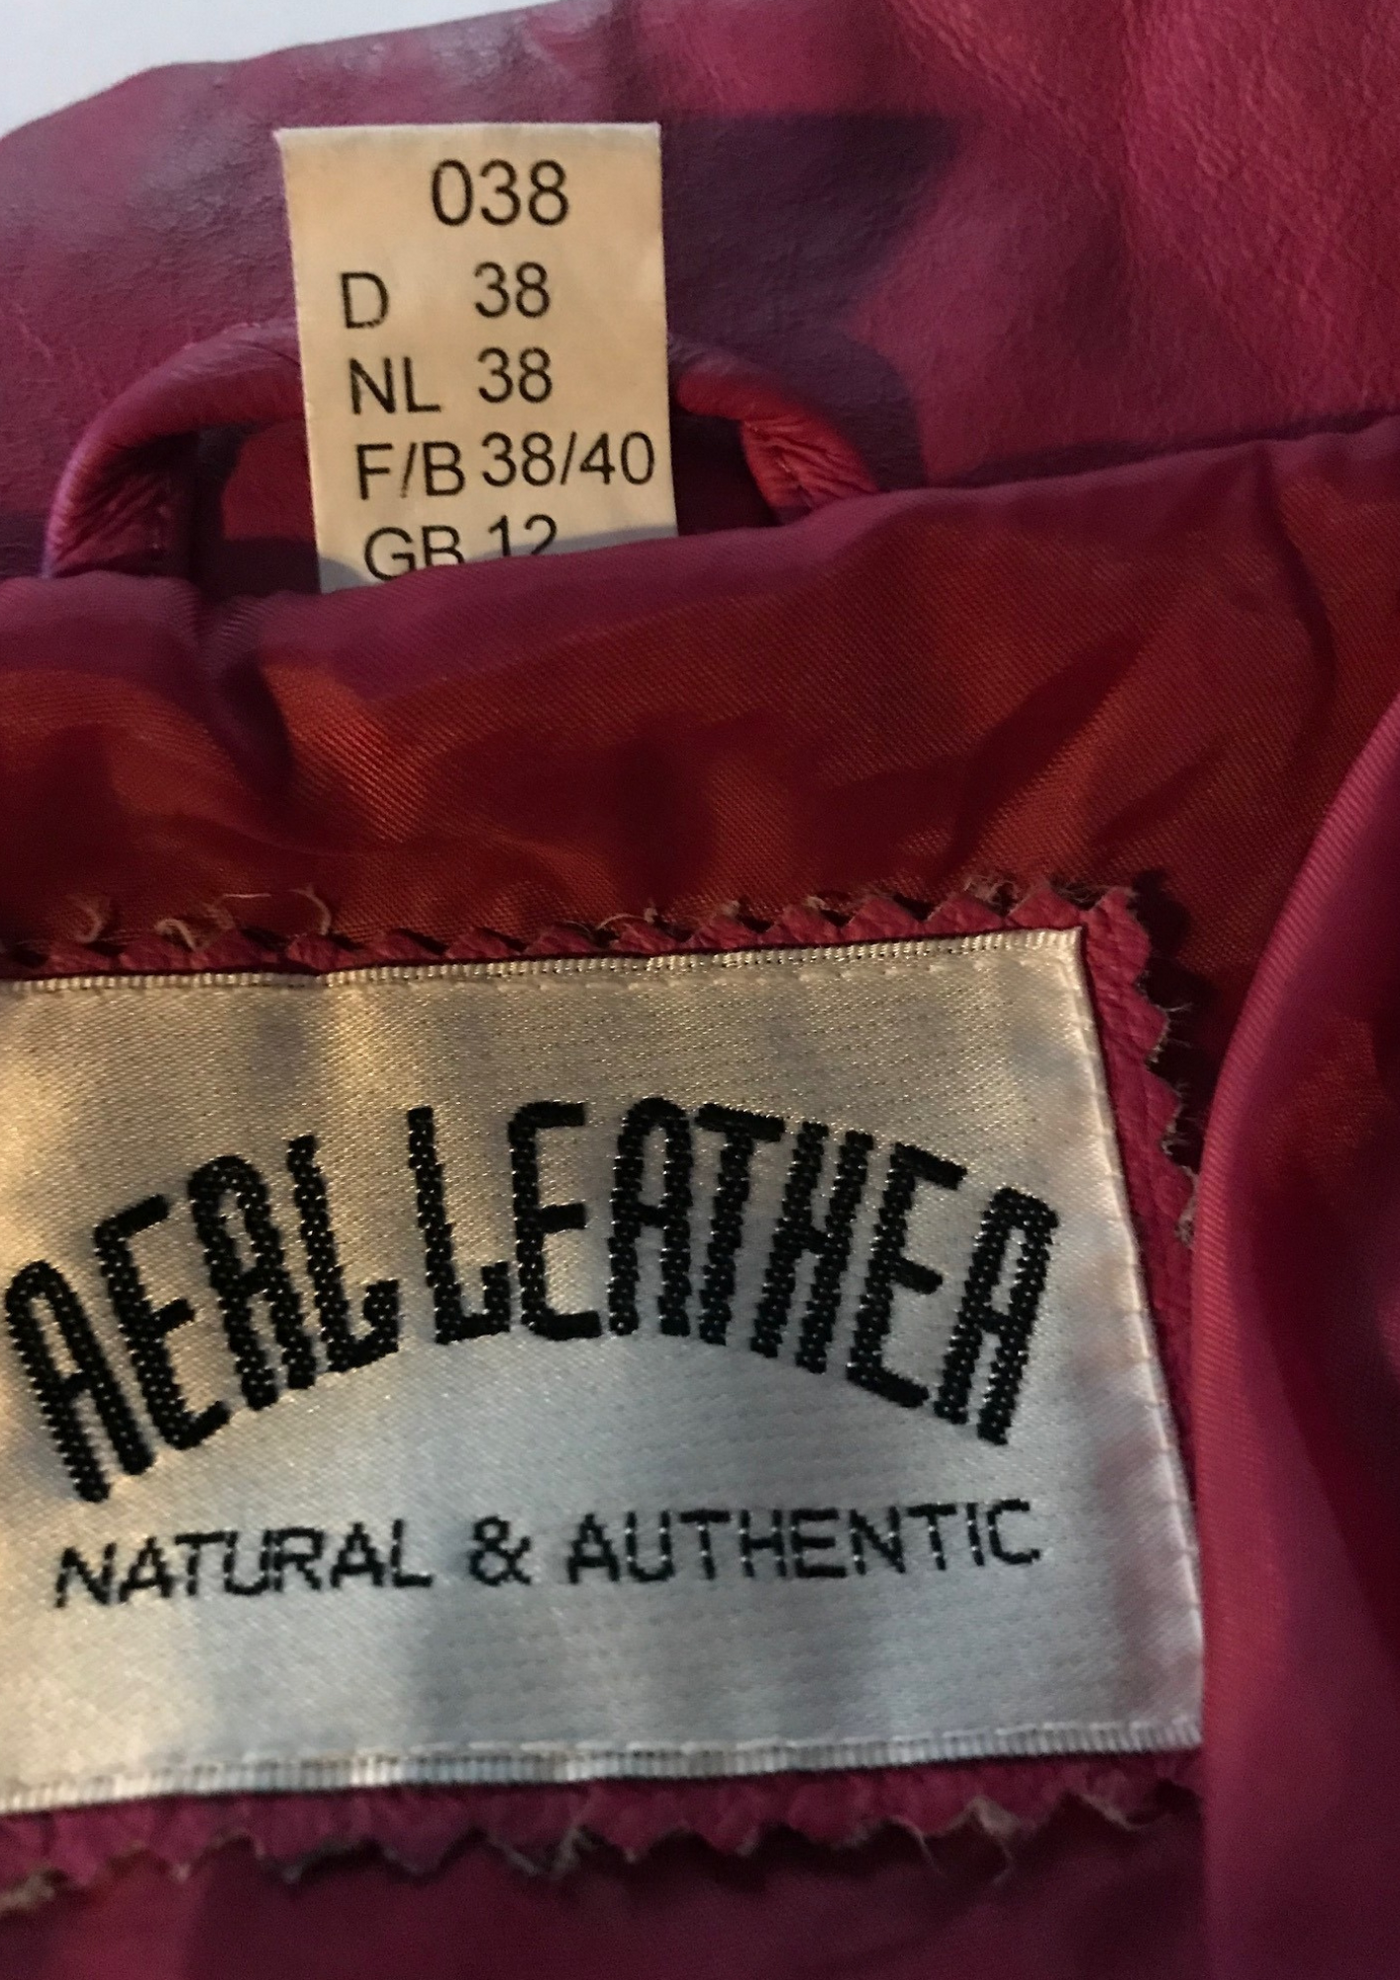 038
D 38
NL 38
F/B 38/40
GB 12
REAL LEATHER
NATURAL & AUTHENTIC